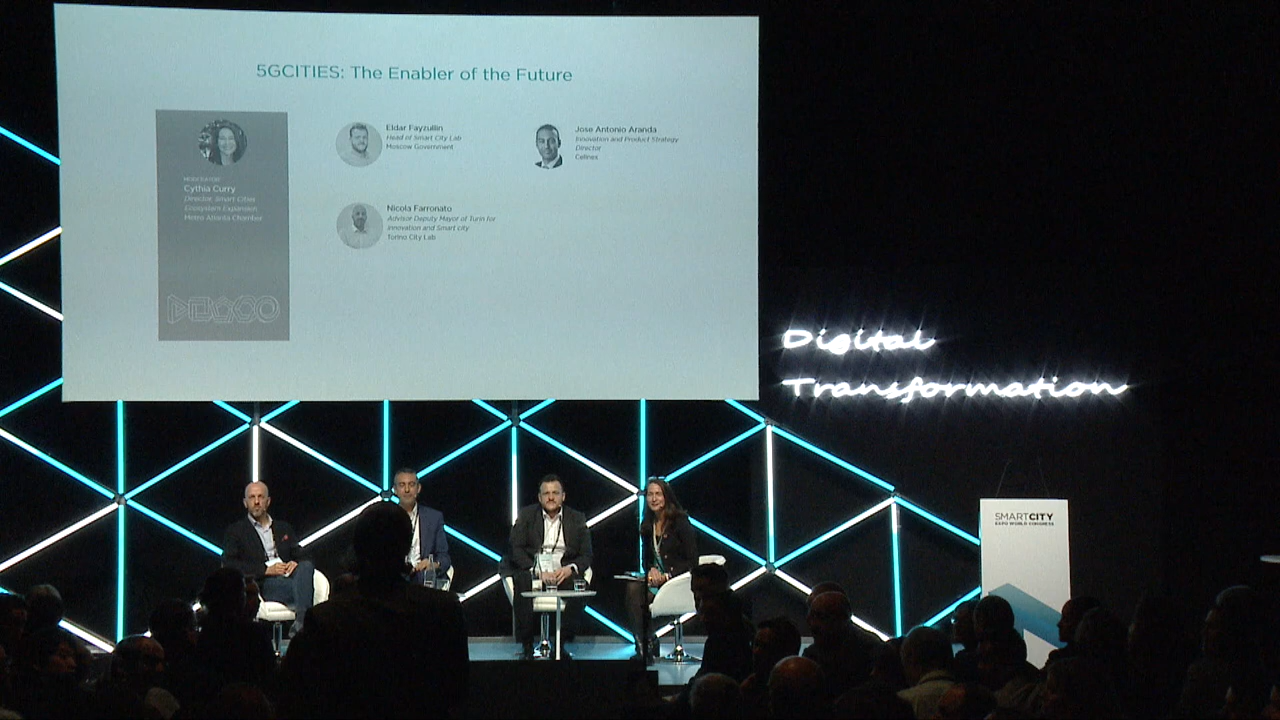 5GCITIES: The Enabler of the Future
MODERATOR
Cythia Curry
Director, Smart Cities
Ecosystem Expansion
Metro Atlanta Chamber
Eldar Fayzullin
Head of Smart City Lab
Moscow Government
Nicola Farronato
Advisor Deputy Mayor of Turin for
innovation and Smart city
Torino City Lab
Jose Antonio Aranda
Innovation and Product Strategy
Director
Cellnex
Digital
Transformation
SMARTCITY
EXPO WORLD CONGRESS